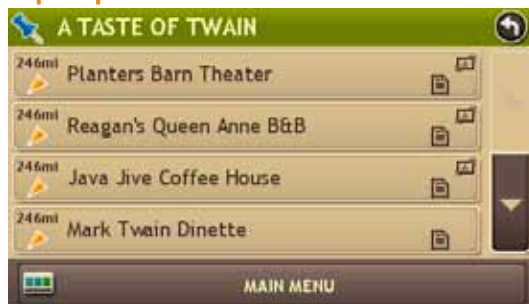 A TASTE OF TWAIN
246mi Planters Barn Theater
246mi Reagan's Queen Anne B&B
246mi Java Jive Coffee House
246mi Mark Twain Dinette
MAIN MENU